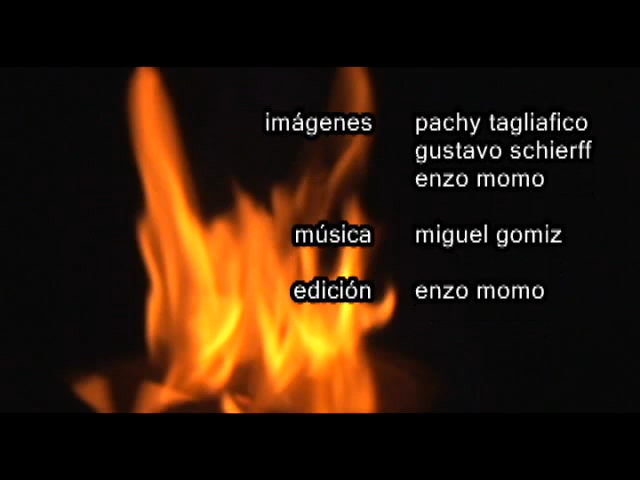 imágenes pachy tagliafico
gustavo schierff
enzo momo
música miguel gomiz
edición enzo momo